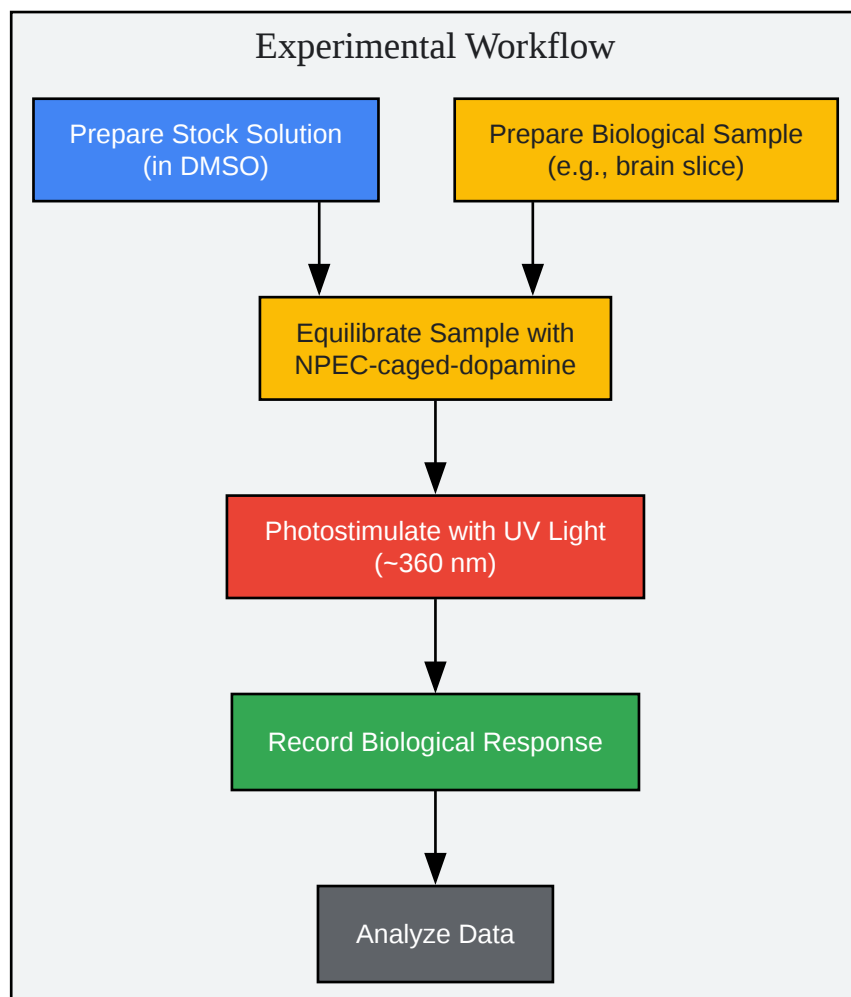 Experimental Workflow
Prepare Stock Solution
(in DMSO)
Prepare Biological Sample
(e.g., brain slice)
Equilibrate Sample with
NPEC-caged-dopamine
Photostimulate with UV Light
(~360 nm)
Record Biological Response
Analyze Data